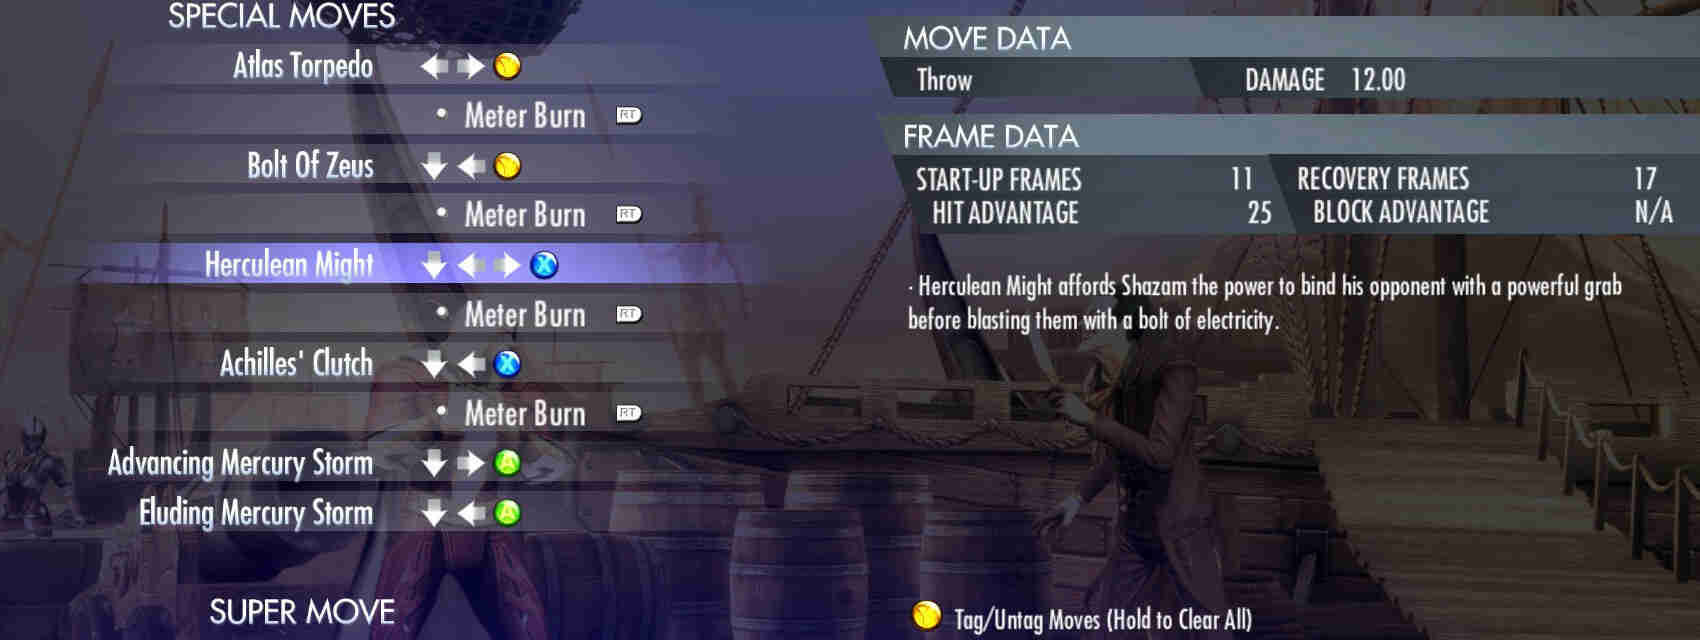 SPECIAL MOVES
Atlas Torpedo Y
Meter Burn RT
Bolt Of Zeus Y
Meter Burn RT
Herculean Might X
Meter Burn RT
Achilles' Clutch X
Meter Burn RT
Advancing Mercury Storm A
Eluding Mercury Storm A
SUPER MOVE
MOVE DATA
Throw DAMAGE 12.00
FRAME DATA
START-UP FRAMES 11 RECOVERY FRAMES 17
HIT ADVANTAGE 25 BLOCK ADVANTAGE N/A
· Herculean Might affords Shazam the power to bind his opponent with a powerful grab
before blasting them with a bolt of electricity.
Y Tag/Untag Moves (Hold to Clear All)